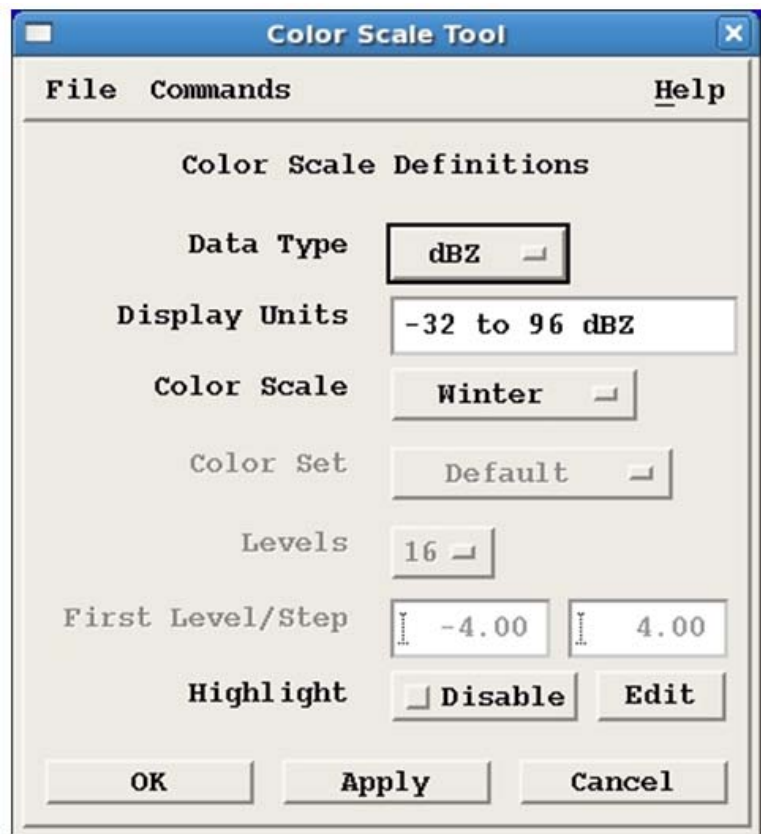 Color Scale Tool
File Commands Help
Color Scale Definitions
Data Type dBZ
Display Units -32 to 96 dBZ
Color Scale Winter
Color Set Default
Levels 16
First Level/Step -4.00 4.00
Highlight Disable Edit
OK Apply Cancel